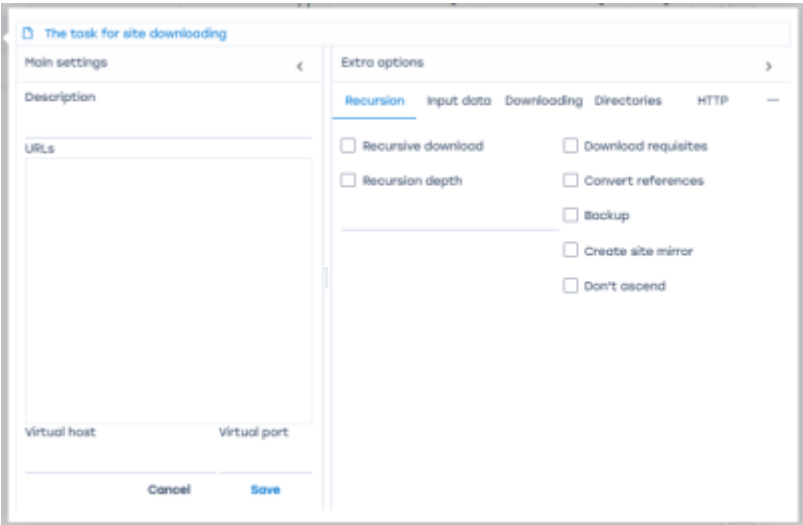 The task for site downloading
Main settings
Description
URLs
Virtual host Virtual port
Cancel Save
Extra options
Recursion Input data Downloading Directories HTTP ...
Recursive download
Recursion depth
Download requisites
Convert references
Backup
Create site mirror
Don't ascend